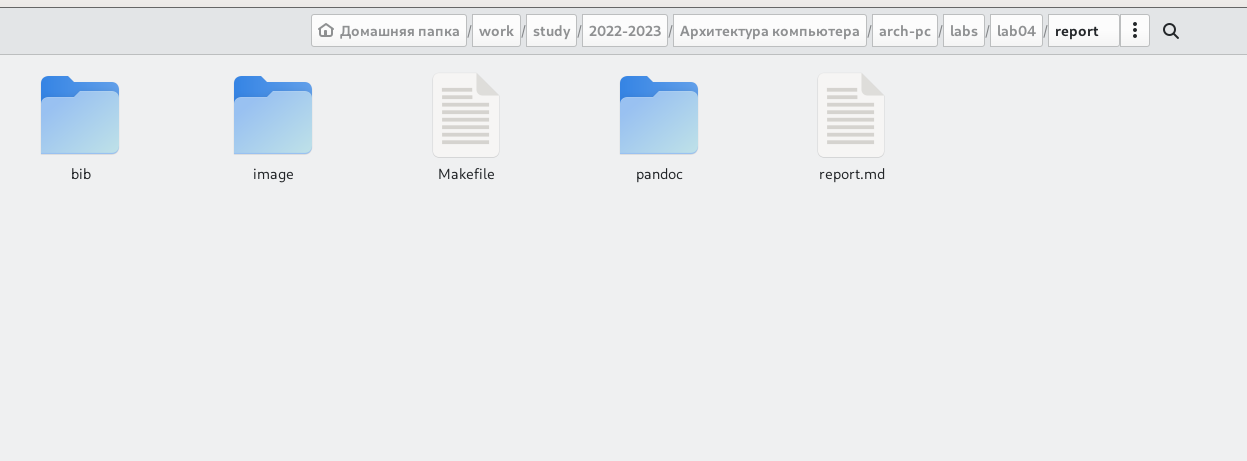 Домашняя папка / work / study / 2022-2023 / Архитектура компьютера / arch-pc / labs / lab04 / report
bib image Makefile pandoc report.md